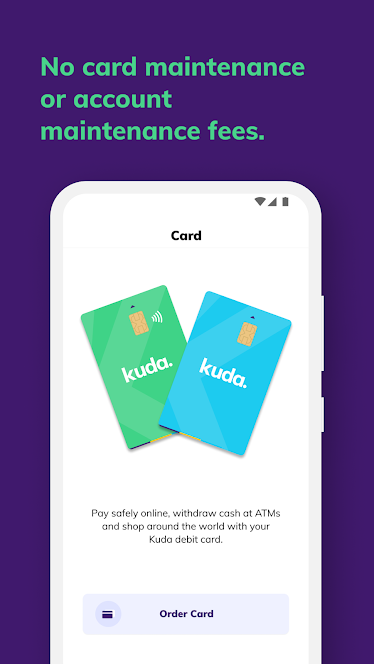 No card maintenance
or account
maintenance fees.
Card
kuda.
kuda.
Pay safely online, withdraw cash at ATMs
and shop around the world with your
Kuda debit card.
Order Card